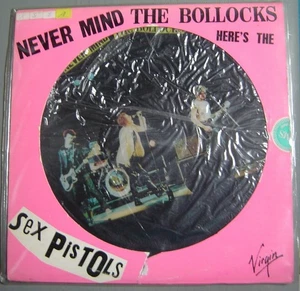 NEVER MIND THE BOLLOCKS
HERE'S THE
Sex PISTOLS
Virgin